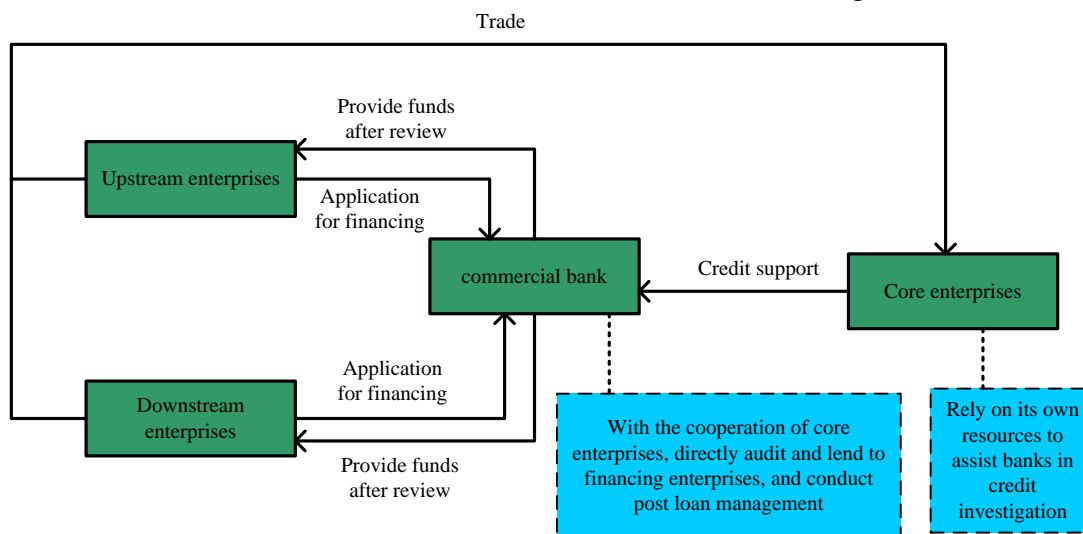 Trade
Provide funds
after review
Upstream enterprises
Application
for financing
commercial bank
Credit support
Core enterprises
Application
for financing
Downstream
enterprises
Provide funds
after review
With the cooperation of core
enterprises, directly audit and lend to
financing enterprises, and conduct
post loan management
Rely on its own
resources to
assist banks in
credit
investigation